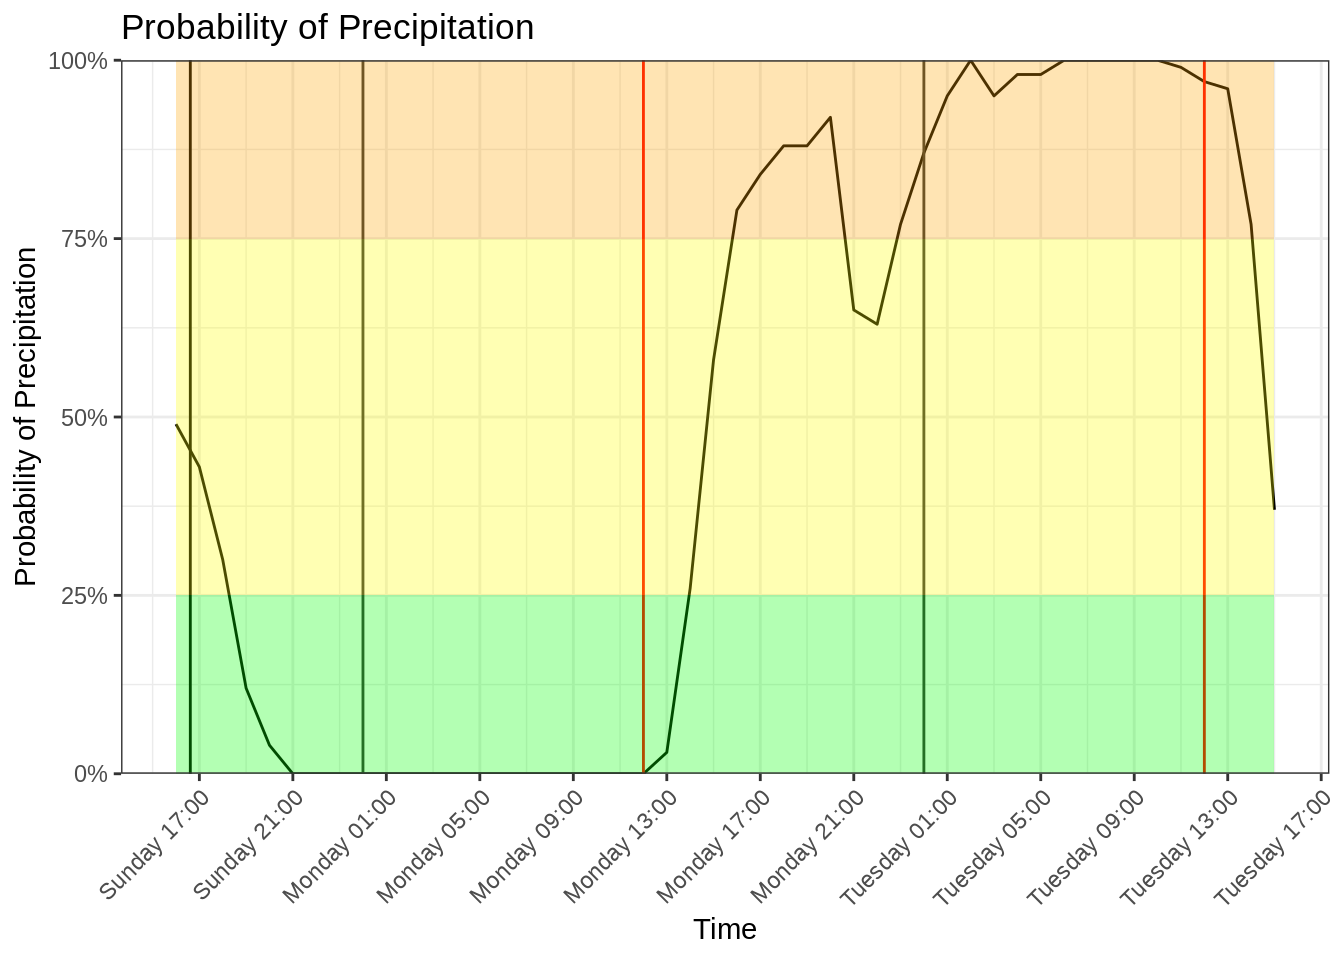 Probability of Precipitation
Probability of Precipitation
100%
75%
50%
25%
0%
Sunday 17:00
Sunday 21:00
Monday 01:00
Monday 05:00
Monday 09:00
Monday 13:00
Monday 17:00
Monday 21:00
Tuesday 01:00
Tuesday 05:00
Tuesday 09:00
Tuesday 13:00
Tuesday 17:00
Time